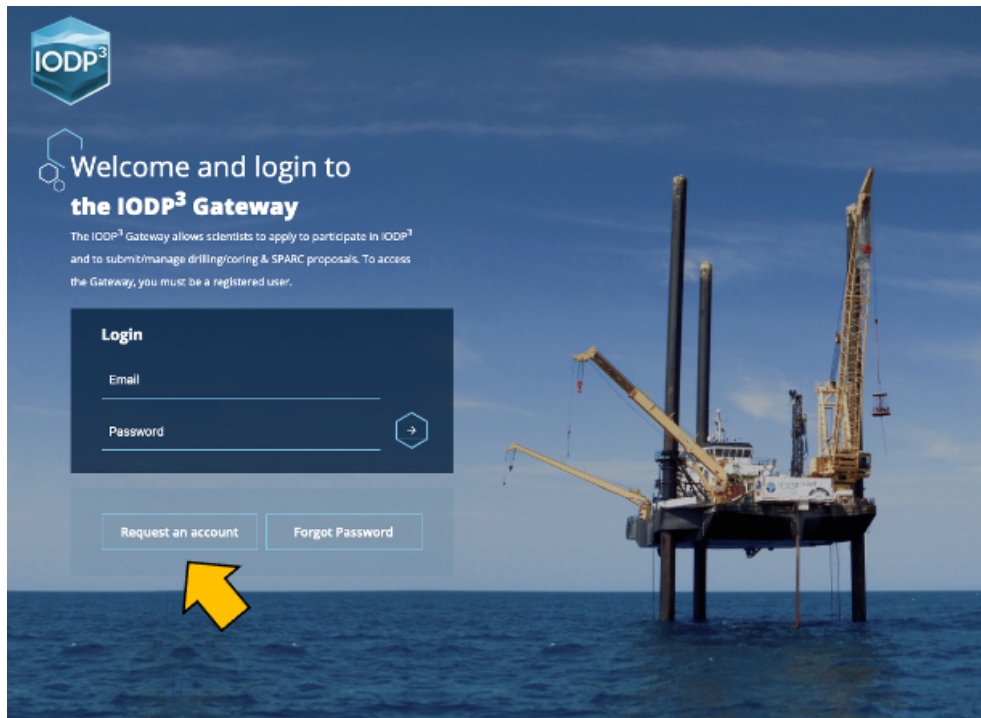 IODP³
Welcome and login to
the IODP³ Gateway
The IODP³ Gateway allows scientists to apply to participate in IODP³
and to submit/manage drilling/coring & SPARC proposals. To access
the Gateway, you must be a registered user.
Login
Email
Password
Request an account
Forgot Password